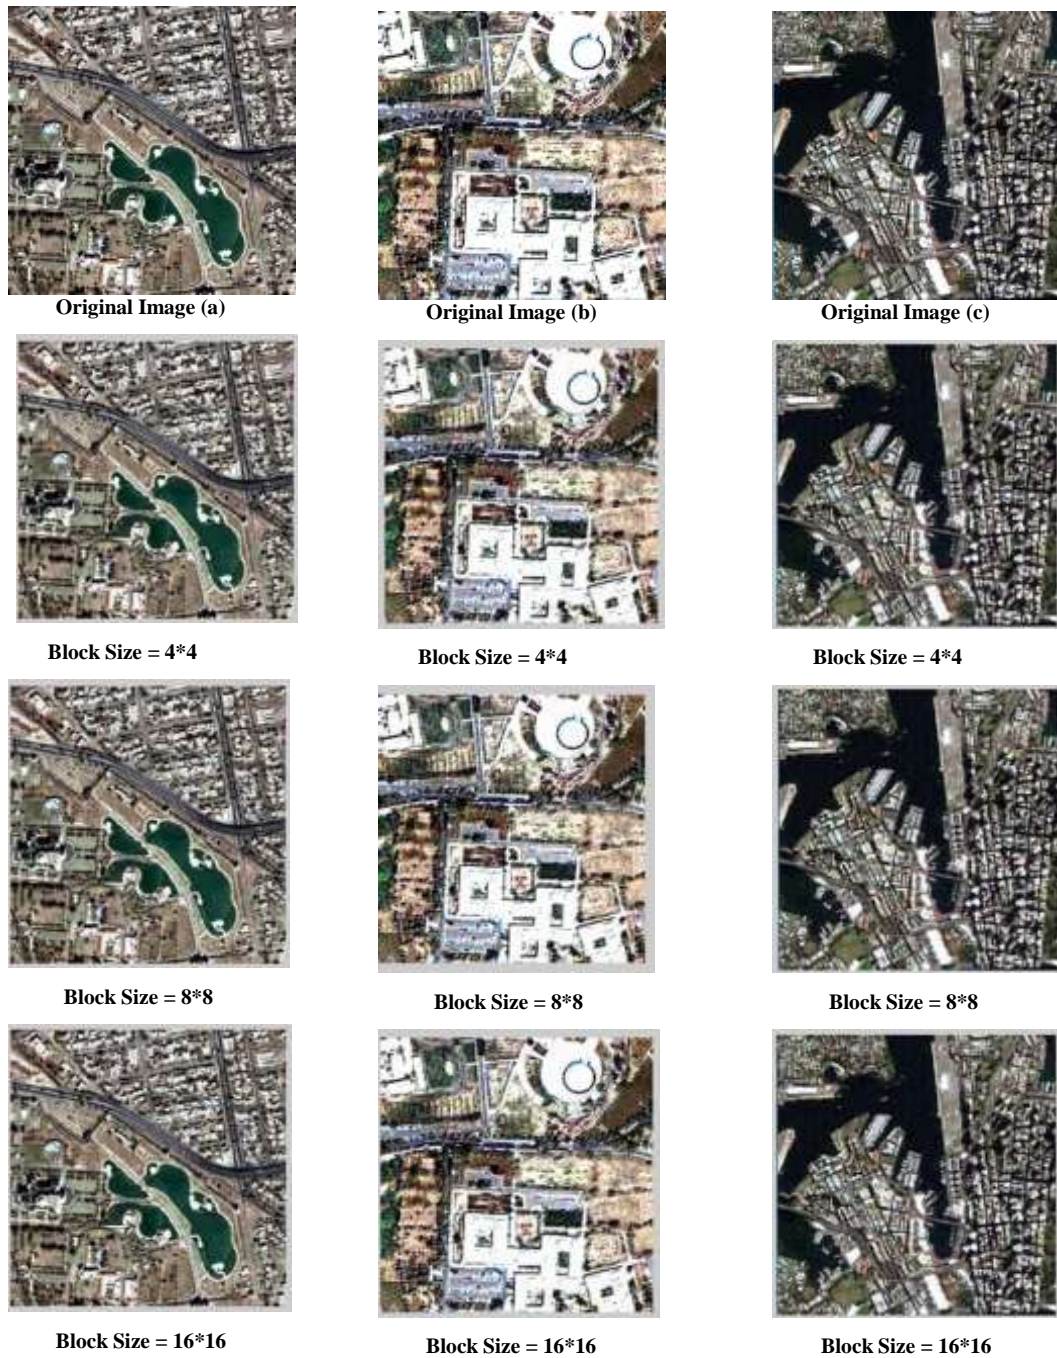 Original Image (a)
Original Image (b)
Original Image (c)
Block Size = 4*4
Block Size = 4*4
Block Size = 4*4
Block Size = 8*8
Block Size = 8*8
Block Size = 8*8
Block Size = 16*16
Block Size = 16*16
Block Size = 16*16